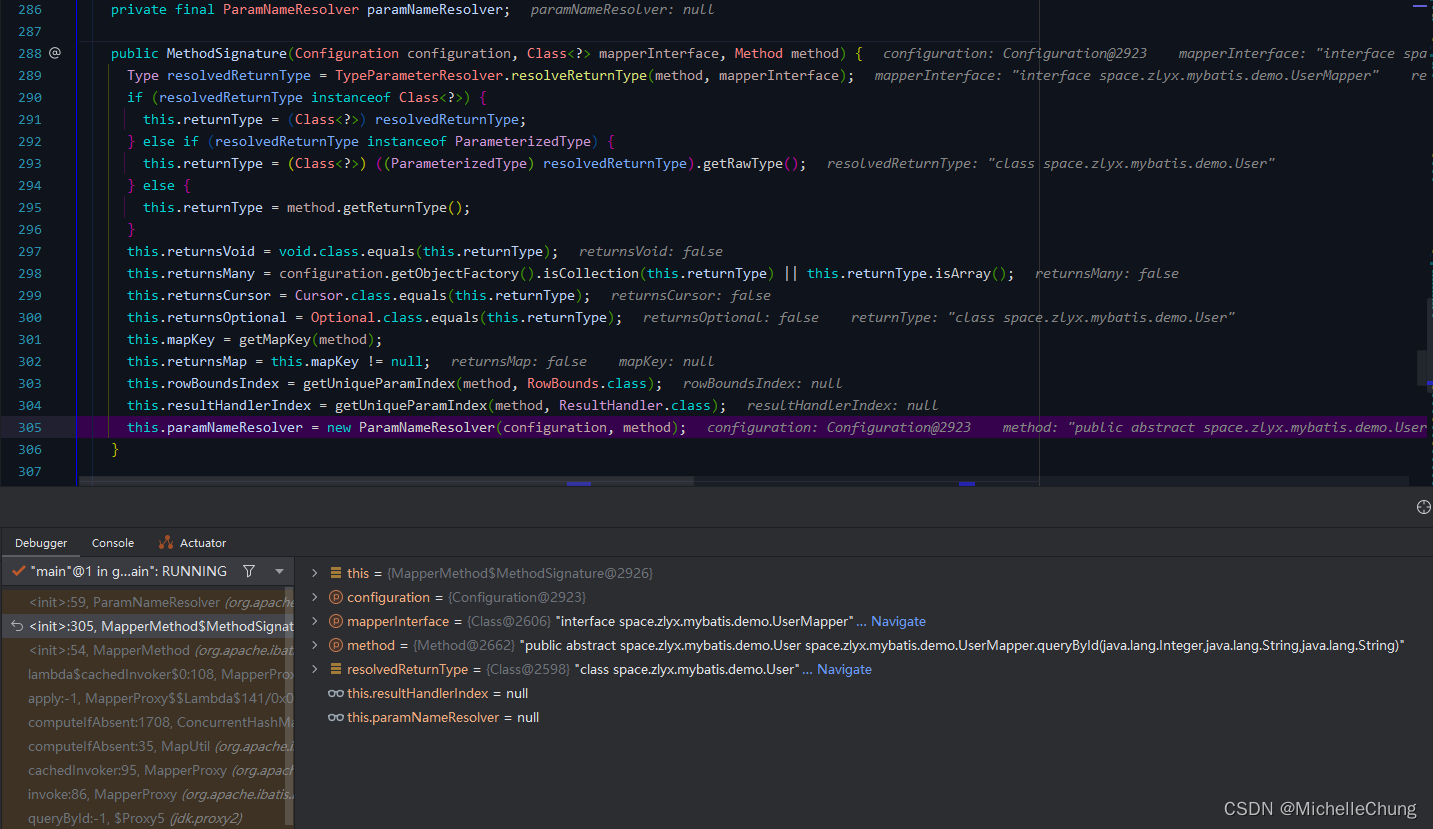 286 private final ParamNameResolver paramNameResolver; paramNameResolver: null
287
288 @ public MethodSignature(Configuration configuration, Class<?> mapperInterface, Method method) { configuration: Configuration@2923 mapperInterface: "interface spa
289 Type resolvedReturnType = TypeParameterResolver.resolveReturnType(method, mapperInterface); mapperInterface: "interface space.zlyx.mybatis.demo.UserMapper" re
290 if (resolvedReturnType instanceof Class<?>) {
291 this.returnType = (Class<?>) resolvedReturnType;
292 } else if (resolvedReturnType instanceof ParameterizedType) {
293 this.returnType = (Class<?>) ((ParameterizedType) resolvedReturnType).getRawType(); resolvedReturnType: "class space.zlyx.mybatis.demo.User"
294 } else {
295 this.returnType = method.getReturnType();
296 }
297 this.returnsVoid = void.class.equals(this.returnType); returnsVoid: false
298 this.returnsMany = configuration.getObjectFactory().isCollection(this.returnType) || this.returnType.isArray(); returnsMany: false
299 this.returnsCursor = Cursor.class.equals(this.returnType); returnsCursor: false
300 this.returnsOptional = Optional.class.equals(this.returnType); returnsOptional: false returnType: "class space.zlyx.mybatis.demo.User"
301 this.mapKey = getMapKey(method);
302 this.returnsMap = this.mapKey != null; returnsMap: false mapKey: null
303 this.rowBoundsIndex = getUniqueParamIndex(method, RowBounds.class); rowBoundsIndex: null
304 this.resultHandlerIndex = getUniqueParamIndex(method, ResultHandler.class); resultHandlerIndex: null
305 this.paramNameResolver = new ParamNameResolver(configuration, method); configuration: Configuration@2923 method: "public abstract space.zlyx.mybatis.demo.User
306 }
307
Debugger Console Actuator
"main"@1 in g...ain": RUNNING
<init>:59, ParamNameResolver (org.apache
<init>:305, MapperMethod$MethodSignat
<init>:54, MapperMethod (org.apache.ibat
lambda$cachedInvoker$0:108, MapperProx
apply:-1, MapperProxy$$Lambda$141/0x0
computeIfAbsent:1708, ConcurrentHashMa
computeIfAbsent:35, MapUtil (org.apache.i
cachedInvoker:95, MapperProxy (org.apach
invoke:86, MapperProxy (org.apache.ibatis.
queryById:-1, $Proxy5 (jdk.proxy2)
this = {MapperMethod$MethodSignature@2926}
configuration = {Configuration@2923}
mapperInterface = {Class@2606} "interface space.zlyx.mybatis.demo.UserMapper" ... Navigate
method = {Method@2662} "public abstract space.zlyx.mybatis.demo.User space.zlyx.mybatis.demo.UserMapper.queryById(java.lang.Integer,java.lang.String,java.lang.String)"
resolvedReturnType = {Class@2598} "class space.zlyx.mybatis.demo.User" ... Navigate
this.resultHandlerIndex = null
this.paramNameResolver = null
CSDN @MichelleChung